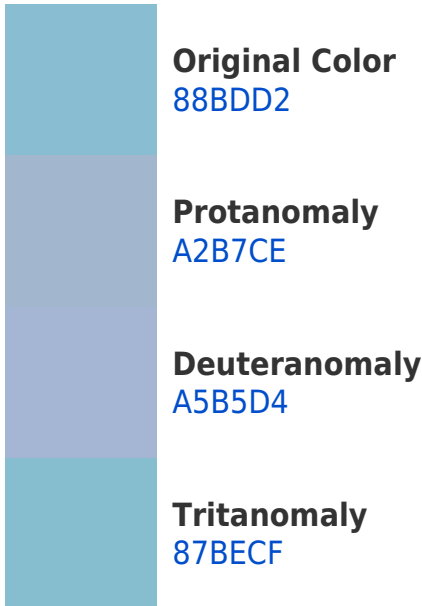 Original Color
88BDD2
Protanomaly
A2B7CE
Deuteranomaly
A5B5D4
Tritanomaly
87BECF